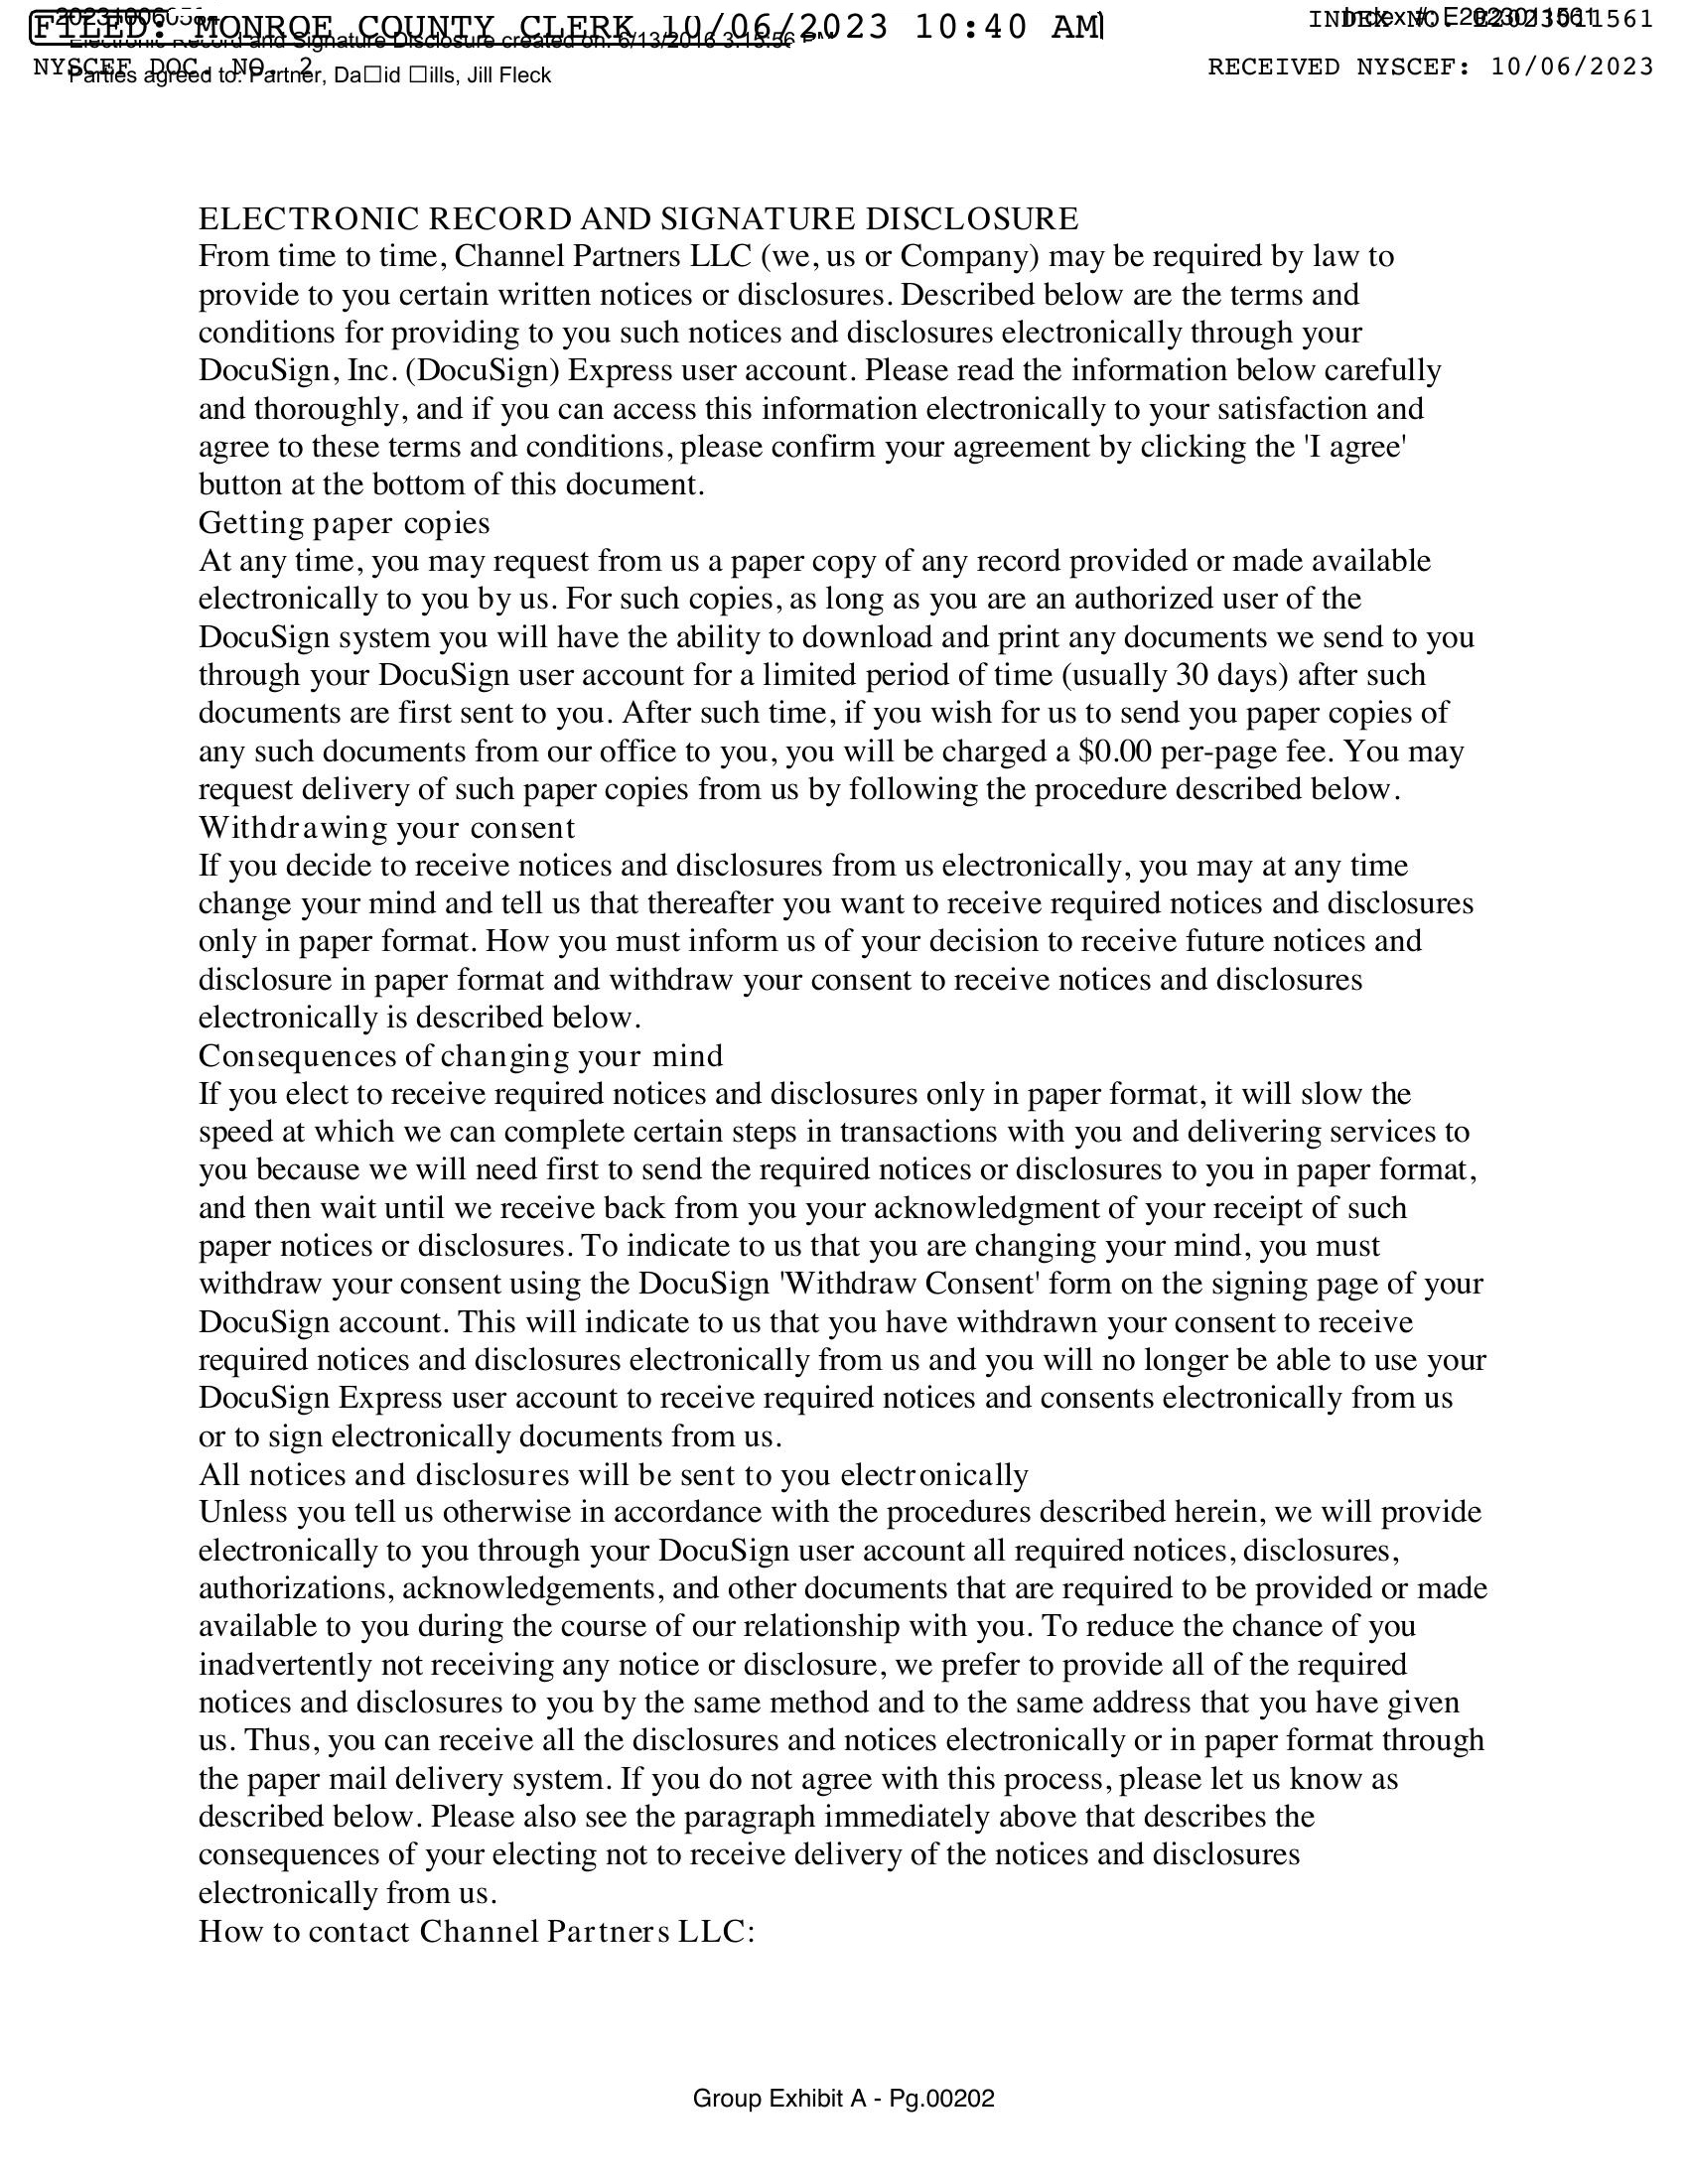 FILED: MONROE COUNTY CLERK 10/06/2023 10:40 AM
INDEX NO. E2023011561
Index #: E2023011561
Electronic Record and Signature Disclosure created on: 6/13/2016 3:15:56 PM
NYSCEF DOC. NO. 2
Parties agreed to: Partner, Da□id □ills, Jill Fleck
RECEIVED NYSCEF: 10/06/2023
ELECTRONIC RECORD AND SIGNATURE DISCLOSURE
From time to time, Channel Partners LLC (we, us or Company) may be required by law to
provide to you certain written notices or disclosures. Described below are the terms and
conditions for providing to you such notices and disclosures electronically through your
DocuSign, Inc. (DocuSign) Express user account. Please read the information below carefully
and thoroughly, and if you can access this information electronically to your satisfaction and
agree to these terms and conditions, please confirm your agreement by clicking the 'I agree'
button at the bottom of this document.
Getting paper copies
At any time, you may request from us a paper copy of any record provided or made available
electronically to you by us. For such copies, as long as you are an authorized user of the
DocuSign system you will have the ability to download and print any documents we send to you
through your DocuSign user account for a limited period of time (usually 30 days) after such
documents are first sent to you. After such time, if you wish for us to send you paper copies of
any such documents from our office to you, you will be charged a $0.00 per-page fee. You may
request delivery of such paper copies from us by following the procedure described below.
Withdrawing your consent
If you decide to receive notices and disclosures from us electronically, you may at any time
change your mind and tell us that thereafter you want to receive required notices and disclosures
only in paper format. How you must inform us of your decision to receive future notices and
disclosure in paper format and withdraw your consent to receive notices and disclosures
electronically is described below.
Consequences of changing your mind
If you elect to receive required notices and disclosures only in paper format, it will slow the
speed at which we can complete certain steps in transactions with you and delivering services to
you because we will need first to send the required notices or disclosures to you in paper format,
and then wait until we receive back from you your acknowledgment of your receipt of such
paper notices or disclosures. To indicate to us that you are changing your mind, you must
withdraw your consent using the DocuSign 'Withdraw Consent' form on the signing page of your
DocuSign account. This will indicate to us that you have withdrawn your consent to receive
required notices and disclosures electronically from us and you will no longer be able to use your
DocuSign Express user account to receive required notices and consents electronically from us
or to sign electronically documents from us.
All notices and disclosures will be sent to you electronically
Unless you tell us otherwise in accordance with the procedures described herein, we will provide
electronically to you through your DocuSign user account all required notices, disclosures,
authorizations, acknowledgements, and other documents that are required to be provided or made
available to you during the course of our relationship with you. To reduce the chance of you
inadvertently not receiving any notice or disclosure, we prefer to provide all of the required
notices and disclosures to you by the same method and to the same address that you have given
us. Thus, you can receive all the disclosures and notices electronically or in paper format through
the paper mail delivery system. If you do not agree with this process, please let us know as
described below. Please also see the paragraph immediately above that describes the
consequences of your electing not to receive delivery of the notices and disclosures
electronically from us.
How to contact Channel Partners LLC:
Group Exhibit A - Pg.00202